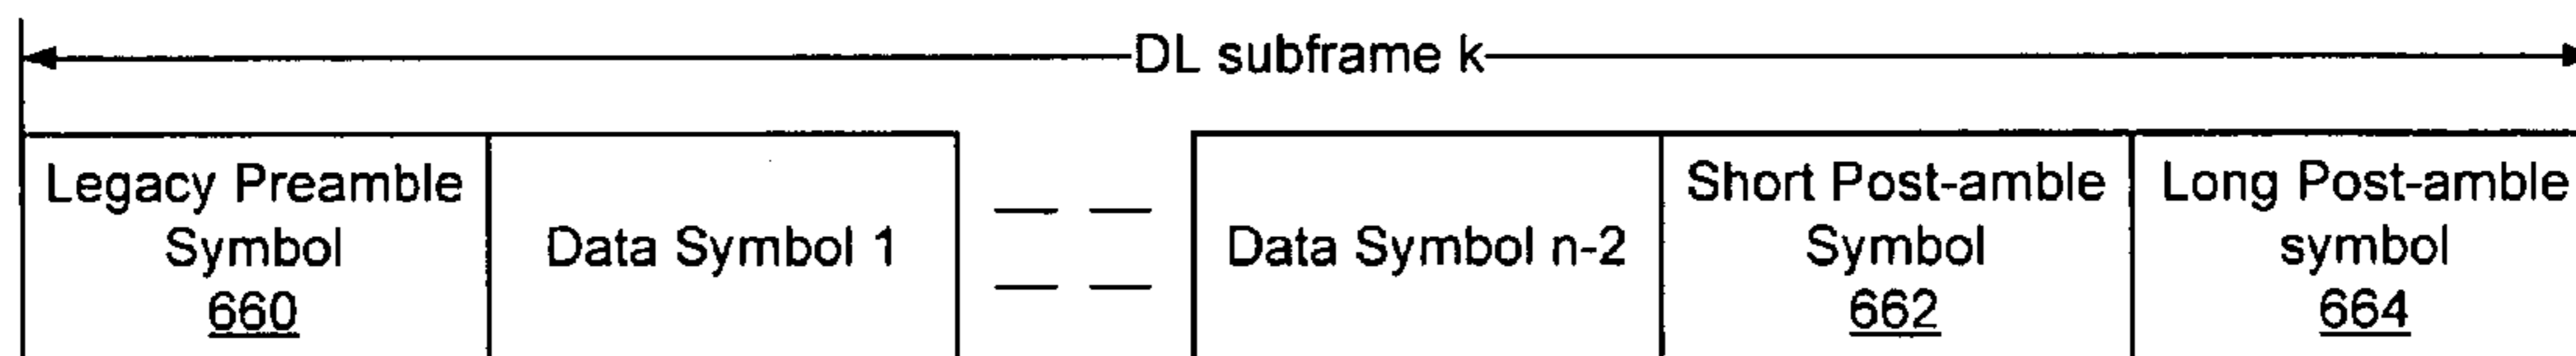 DL subframe k
Legacy Preamble
Symbol
660
Data Symbol 1
Data Symbol n-2
Short Post-amble
Symbol
662
Long Post-amble
symbol
664